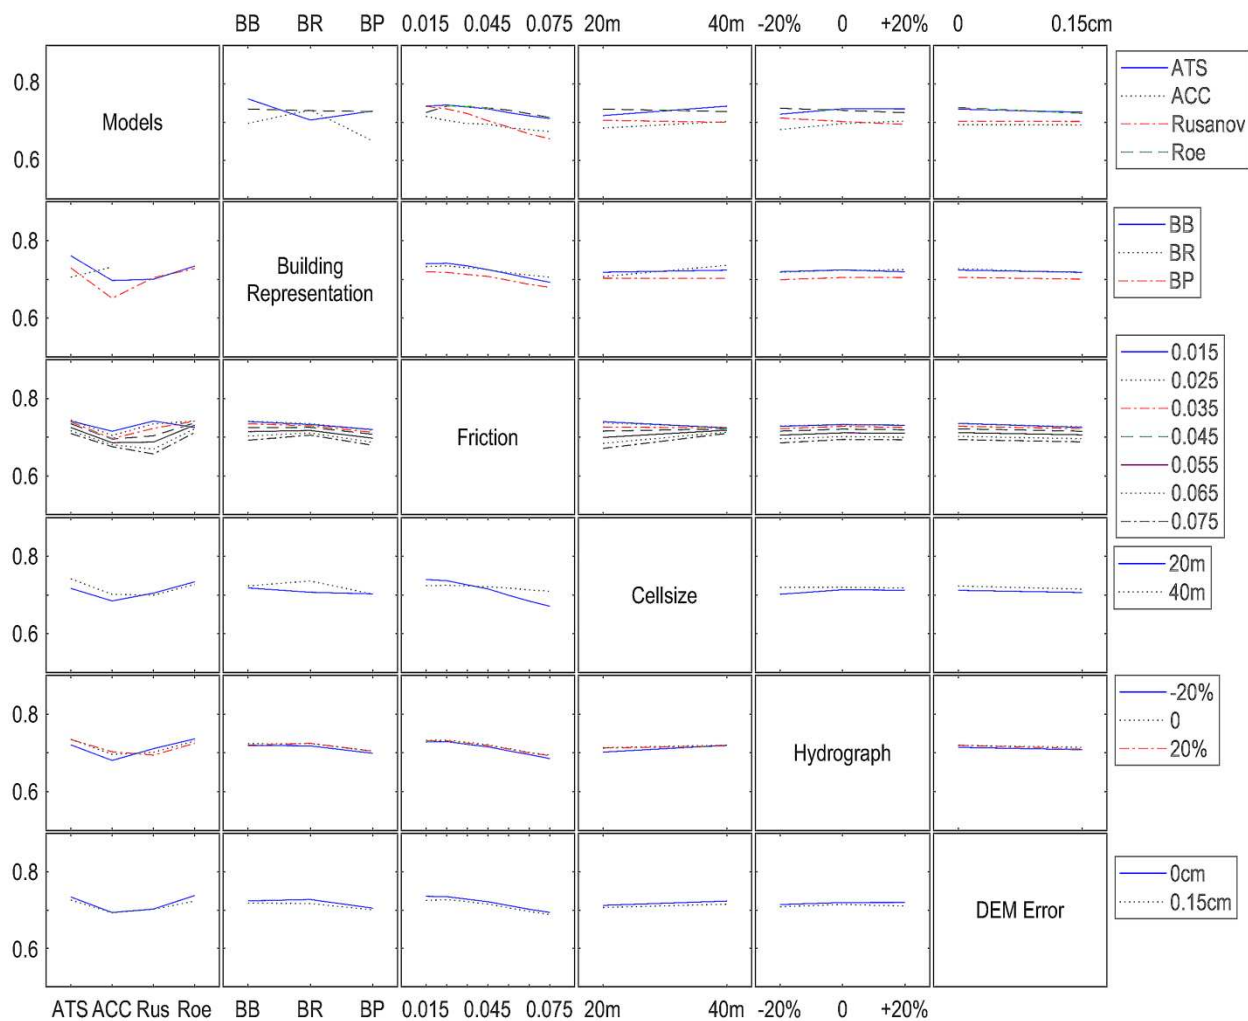 BB BR BP 0.015 0.045 0.075 20m 40m -20% 0 +20% 0 0.15cm
0.8
0.6
Models
ATS
ACC
Rusanov
Roe
0.8
0.6
Building
Representation
BB
BR
BP
0.8
0.6
Friction
0.015
0.025
0.035
0.045
0.055
0.065
0.075
0.8
0.6
Cellsize
20m
40m
0.8
0.6
Hydrograph
-20%
0
20%
0.8
0.6
DEM Error
0cm
0.15cm
ATS ACC Rus Roe BB BR BP 0.015 0.045 0.075 20m 40m -20% 0 +20%